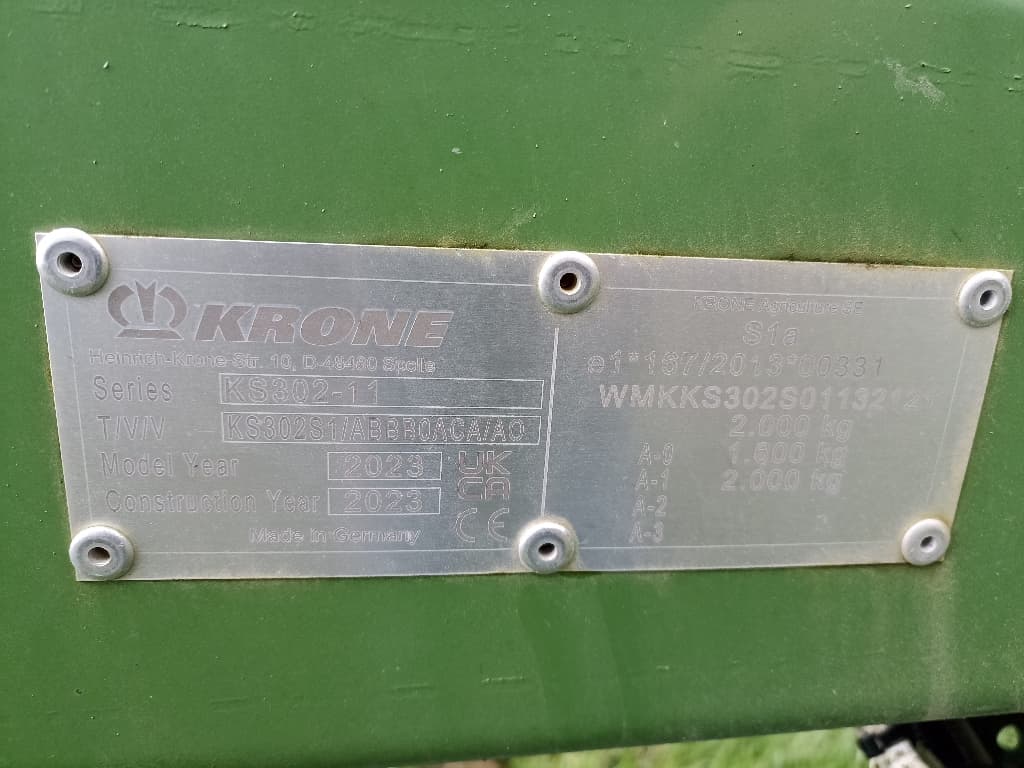 KRONE
Heinrich-Krone-Str. 10, D-48480 Spelle
Series KS302-11
T/V/V KS302S1/ABBB0ACA/AO
Model Year 2023
Construction Year 2023
UK
CA
CE
Made in Germany
KRONE Agriculture SE
S1a
e1*167/2013*00331
2.000 kg
A-0 1.600 kg
A-1 2.000 kg
A-2
A-3